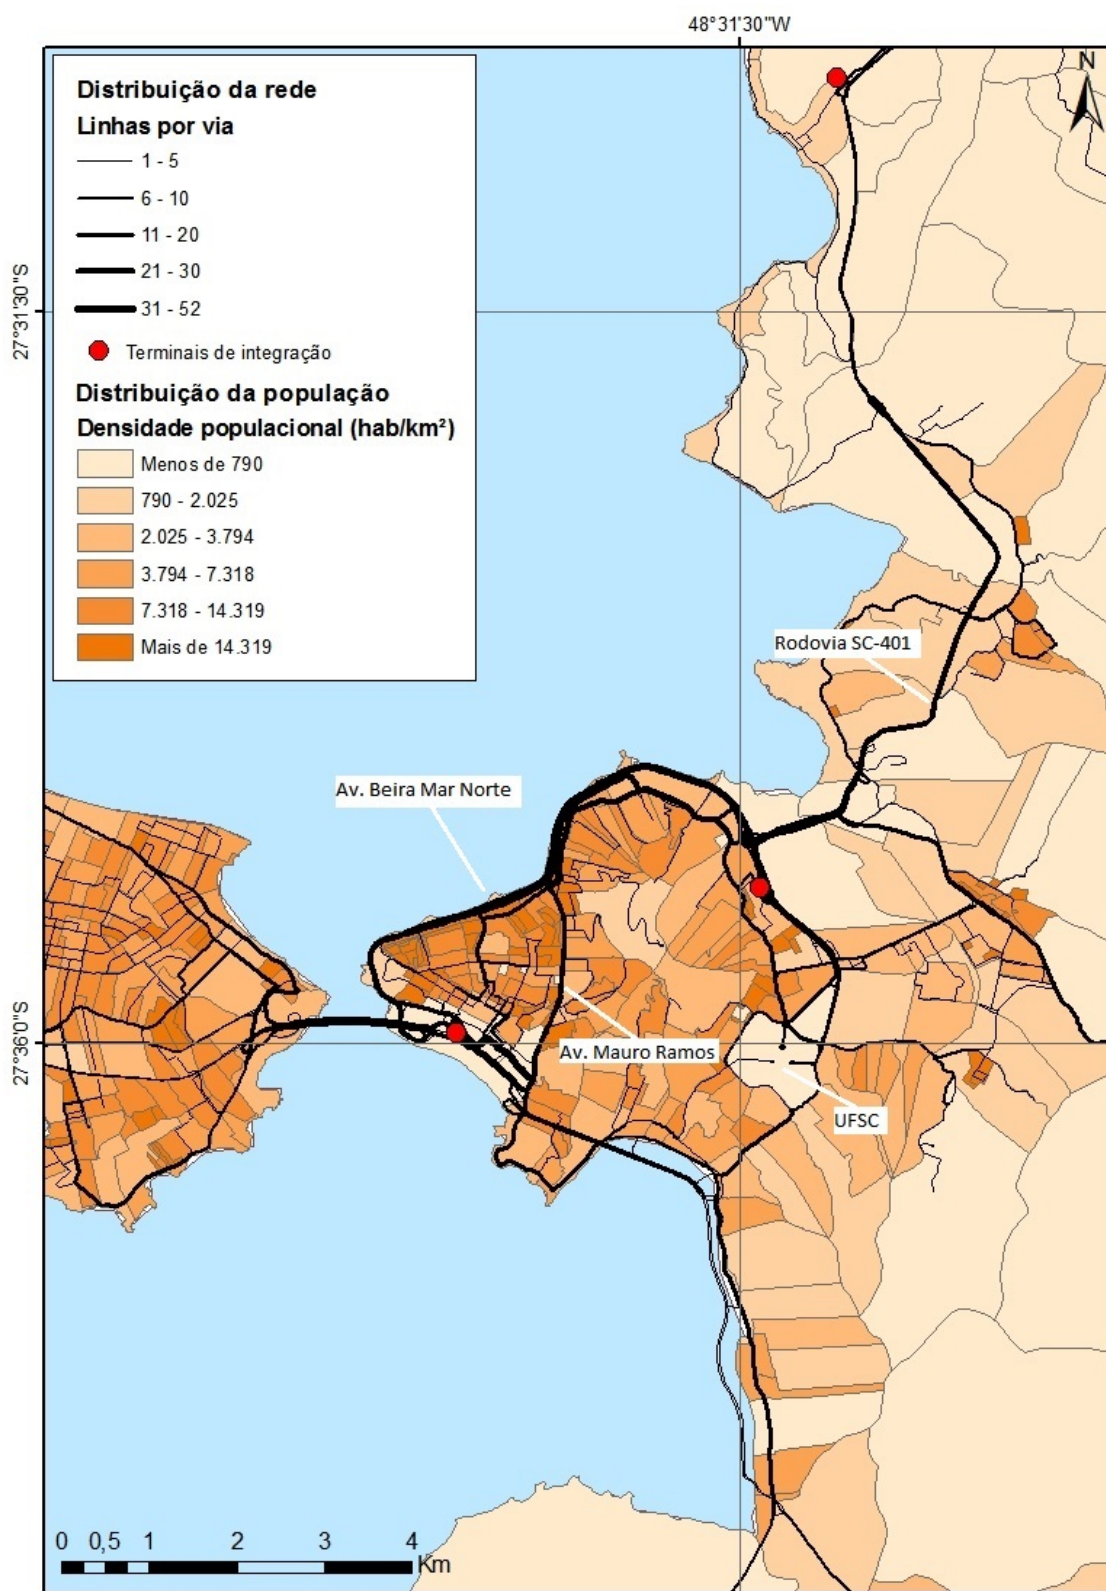 48°31'30"W
N
Distribuição da rede
Linhas por via
1 - 5
6 - 10
11 - 20
21 - 30
31 - 52
Terminais de integração
Distribuição da população
Densidade populacional (hab/km²)
Menos de 790
790 - 2.025
2.025 - 3.794
3.794 - 7.318
7.318 - 14.319
Mais de 14.319
27°31'30"S
Rodovia SC-401
Av. Beira Mar Norte
27°36'0"S
Av. Mauro Ramos
UFSC
0 0,5 1 2 3 4
Km